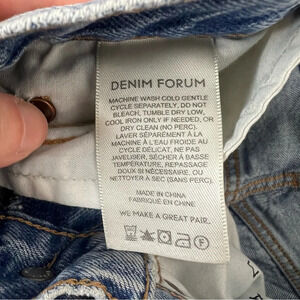 DENIM FORUM
MACHINE WASH COLD GENTLE
CYCLE SEPARATELY, DO NOT
BLEACH, TUMBLE DRY LOW,
COOL IRON ONLY IF NEEDED, OR
DRY CLEAN (NO PERC).
LAVER SÉPARÉMENT À LA
MACHINE À L'EAU FROIDE AU
CYCLE DÉLICAT, NE PAS
JAVELISER, SÉCHER À BASSE
TEMPÉRATURE, REPASSAGE
DOUX SI NÉCESSAIRE, OU
NETTOYER À SEC (SANS PERC).
MADE IN CHINA
FABRIQUÉ EN CHINE
WE MAKE A GREAT PAIR.